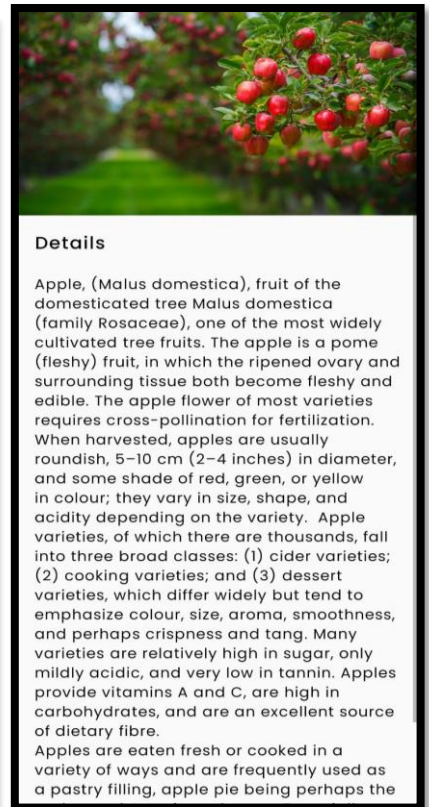 Details
Apple, (Malus domestica), fruit of the
domesticated tree Malus domestica
(family Rosaceae), one of the most widely
cultivated tree fruits. The apple is a pome
(fleshy) fruit, in which the ripened ovary and
surrounding tissue both become fleshy and
edible. The apple flower of most varieties
requires cross-pollination for fertilization.
When harvested, apples are usually
roundish, 5–10 cm (2–4 inches) in diameter,
and some shade of red, green, or yellow
in colour; they vary in size, shape, and
acidity depending on the variety.  Apple
varieties, of which there are thousands, fall
into three broad classes: (1) cider varieties;
(2) cooking varieties; and (3) dessert
varieties, which differ widely but tend to
emphasize colour, size, aroma, smoothness,
and perhaps crispness and tang. Many
varieties are relatively high in sugar, only
mildly acidic, and very low in tannin. Apples
provide vitamins A and C, are high in
carbohydrates, and are an excellent source
of dietary fibre.
Apples are eaten fresh or cooked in a
variety of ways and are frequently used as
a pastry filling, apple pie being perhaps the